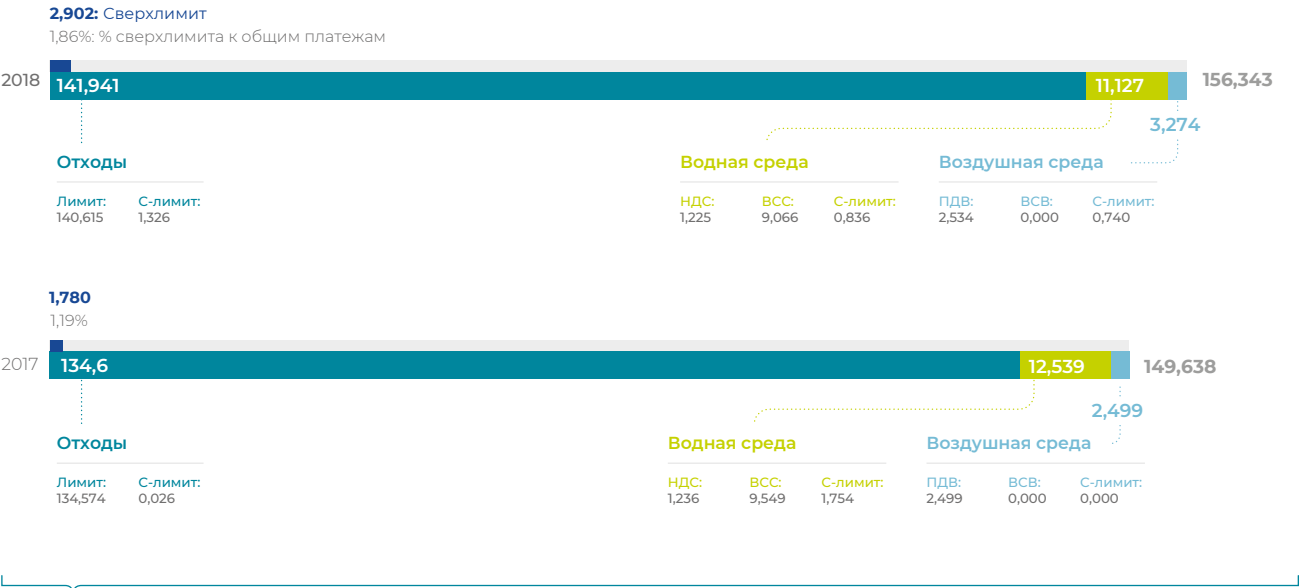 2,902: Сверхлимит
1,86%: % сверхлимита к общим платежам
2018
141,941
11,127
156,343
3,274
Отходы
Водная среда
Воздушная среда
Лимит: С-лимит:
140,615 1,326
НДС: ВСС: С-лимит:
1,225 9,066 0,836
ПДВ: ВСВ: С-лимит:
2,534 0,000 0,740
1,780
1,19%
2017
134,6
12,539
149,638
2,499
Отходы
Водная среда
Воздушная среда
Лимит: С-лимит:
134,574 0,026
НДС: ВСС: С-лимит:
1,236 9,549 1,754
ПДВ: ВСВ: С-лимит:
2,499 0,000 0,000